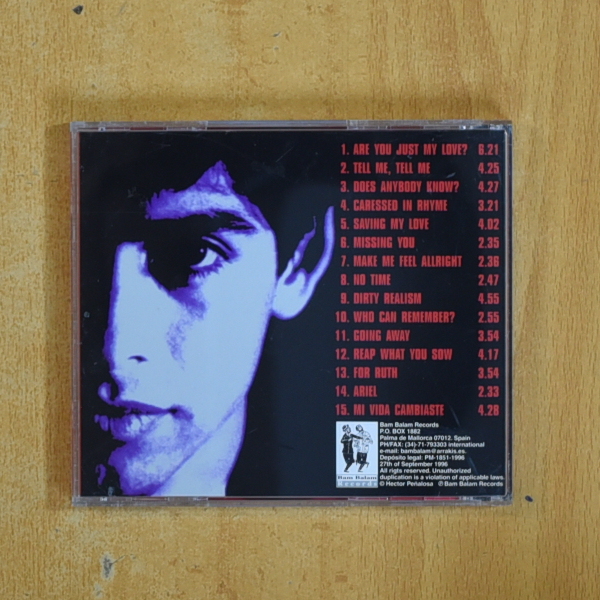 1. ARE YOU JUST MY LOVE? 6.21
2. TELL ME, TELL ME 4.25
3. DOES ANYBODY KNOW? 4.27
4. CARESSED IN RHYME 3.21
5. SAVING MY LOVE 4.02
6. MISSING YOU 2.35
7. MAKE ME FEEL ALLRIGHT 2.36
8. NO TIME 2.47
9. DIRTY REALISM 4.55
10. WHO CAN REMEMBER? 2.55
11. GOING AWAY 3.54
12. REAP WHAT YOU SOW 4.17
13. FOR RUTH 3.54
14. ARIEL 2.33
15. MI VIDA CAMBIASTE 4.28
Bam Balam Records
P.O. BOX 1882
Palma de Mallorca 07012. Spain
PH/FAX: (34)-71-793303 international
e-mail: bambalam@arrakis.es.
Depósito legal: PM-1851-1996
27th of September 1996
All rigts reserved. Unauthorized
duplication is a violation of applicable laws.
© Hector Peñalosa ℗ Bam Balam Records
Bam Balam
Records